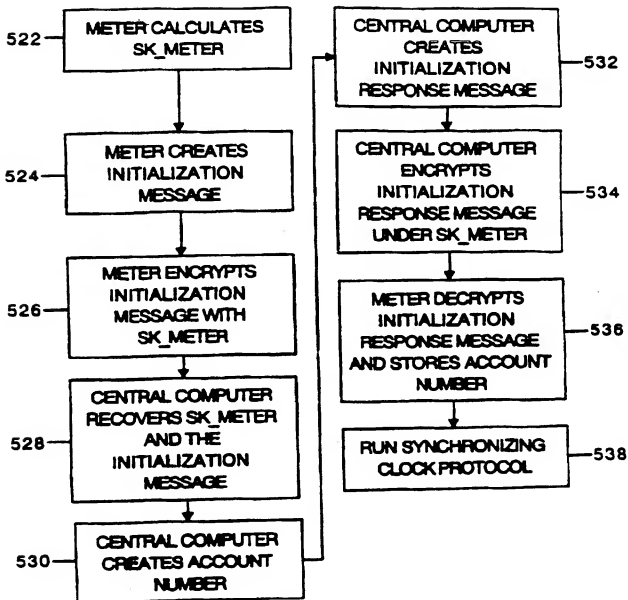 522
METER CALCULATES
SK_METER
524
METER CREATES
INITIALIZATION
MESSAGE
526
METER ENCRYPTS
INITIALIZATION
MESSAGE WITH
SK_METER
528
CENTRAL COMPUTER
RECOVERS SK_METER
AND THE
INITIALIZATION
MESSAGE
530
CENTRAL COMPUTER
CREATES ACCOUNT
NUMBER
CENTRAL COMPUTER
CREATES
INITIALIZATION
RESPONSE MESSAGE
532
CENTRAL COMPUTER
ENCRYPTS
INITIALIZATION
RESPONSE MESSAGE
UNDER SK_METER
534
METER DECRYPTS
INITIALIZATION
RESPONSE MESSAGE
AND STORES ACCOUNT
NUMBER
536
RUN SYNCHRONIZING
CLOCK PROTOCOL
538